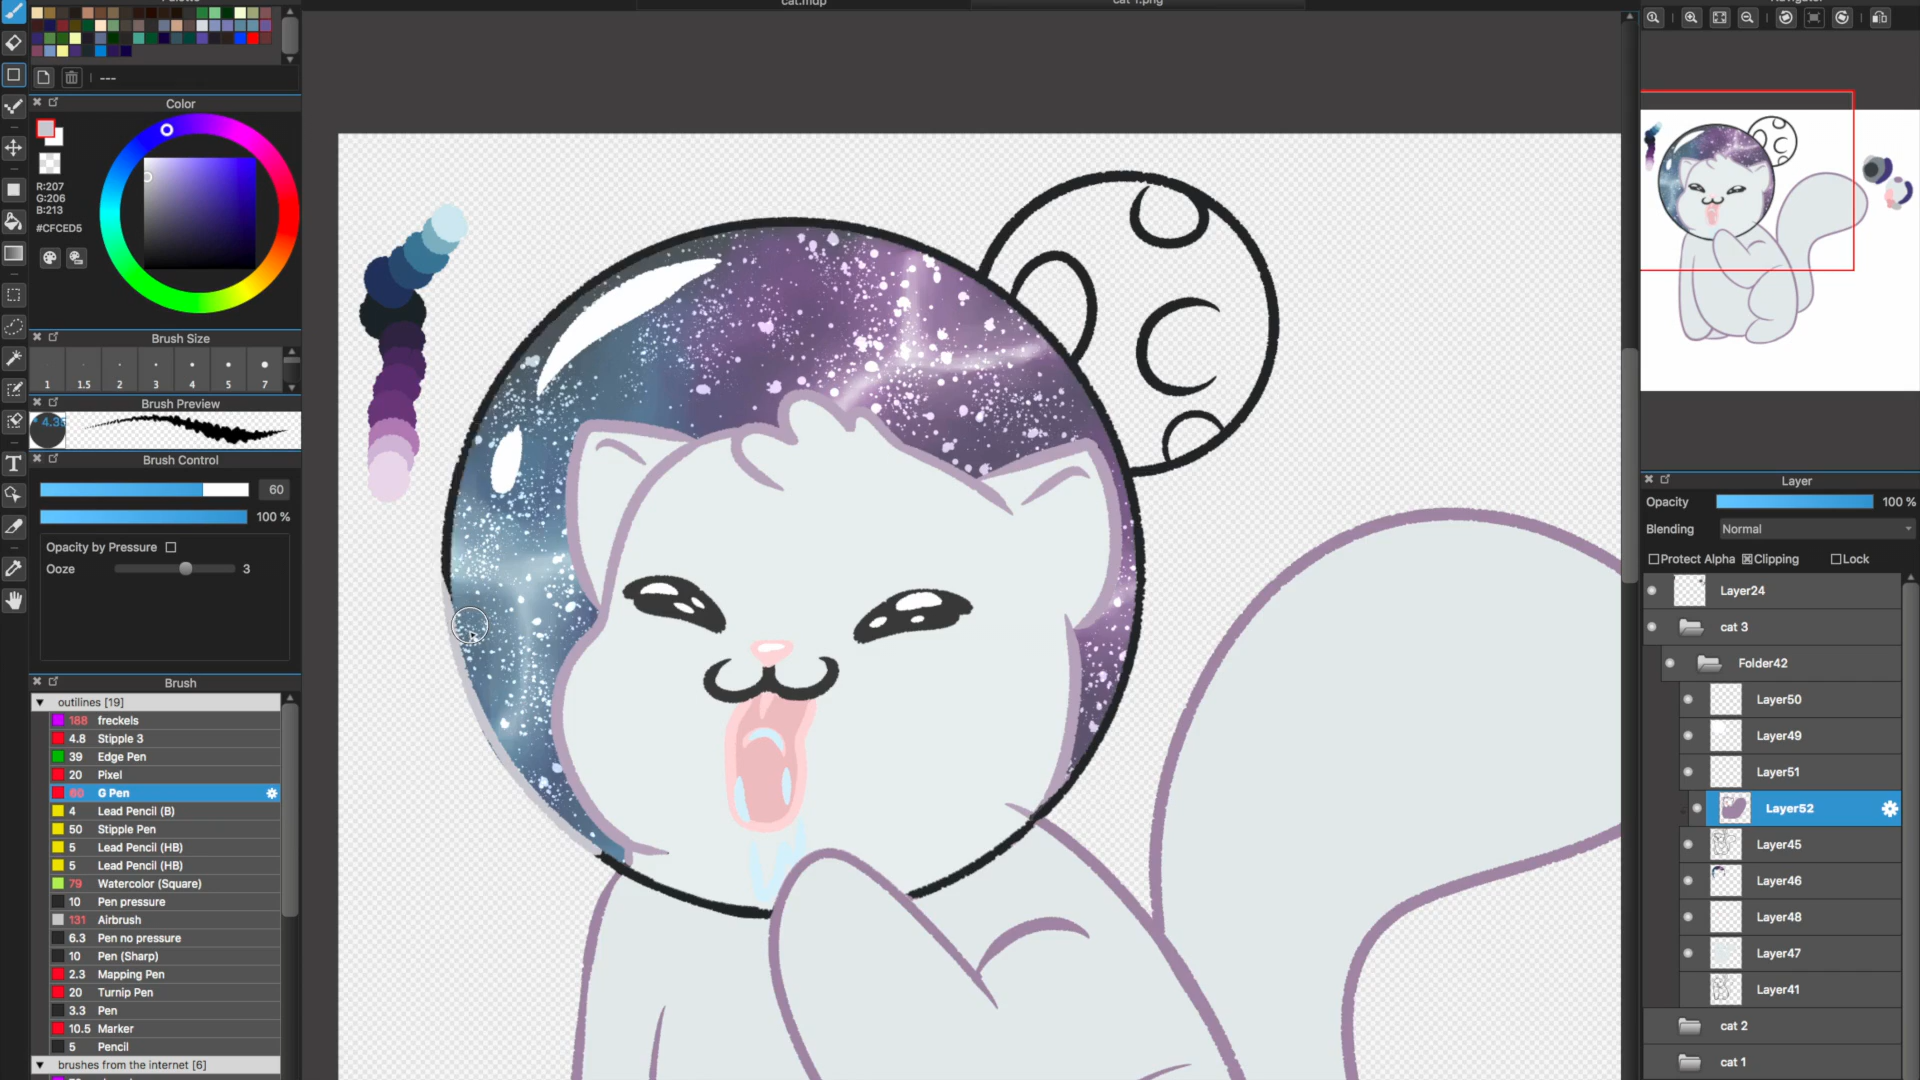 cat.mdp
cat 1.png
---
Color
R:207
G:206
B:213
#CFCED5
Brush Size
1 1.5 2 3 4 5 7
Brush Preview
* 4.35
Brush Control
60
100 %
Opacity by Pressure
Ooze 3
Brush
outilines [19]
188 freckels
4.8 Stipple 3
39 Edge Pen
20 Pixel
60 G Pen
4 Lead Pencil (B)
50 Stipple Pen
5 Lead Pencil (HB)
5 Lead Pencil (HB)
79 Watercolor (Square)
10 Pen pressure
131 Airbrush
6.3 Pen no pressure
10 Pen (Sharp)
2.3 Mapping Pen
20 Turnip Pen
3.3 Pen
10.5 Marker
5 Pencil
brushes from the internet [6]
Layer
Opacity 100 %
Blending Normal
Protect Alpha Clipping Lock
Layer24
cat 3
Folder42
Layer50
Layer49
Layer51
Layer52
Layer45
Layer46
Layer48
Layer47
Layer41
cat 2
cat 1